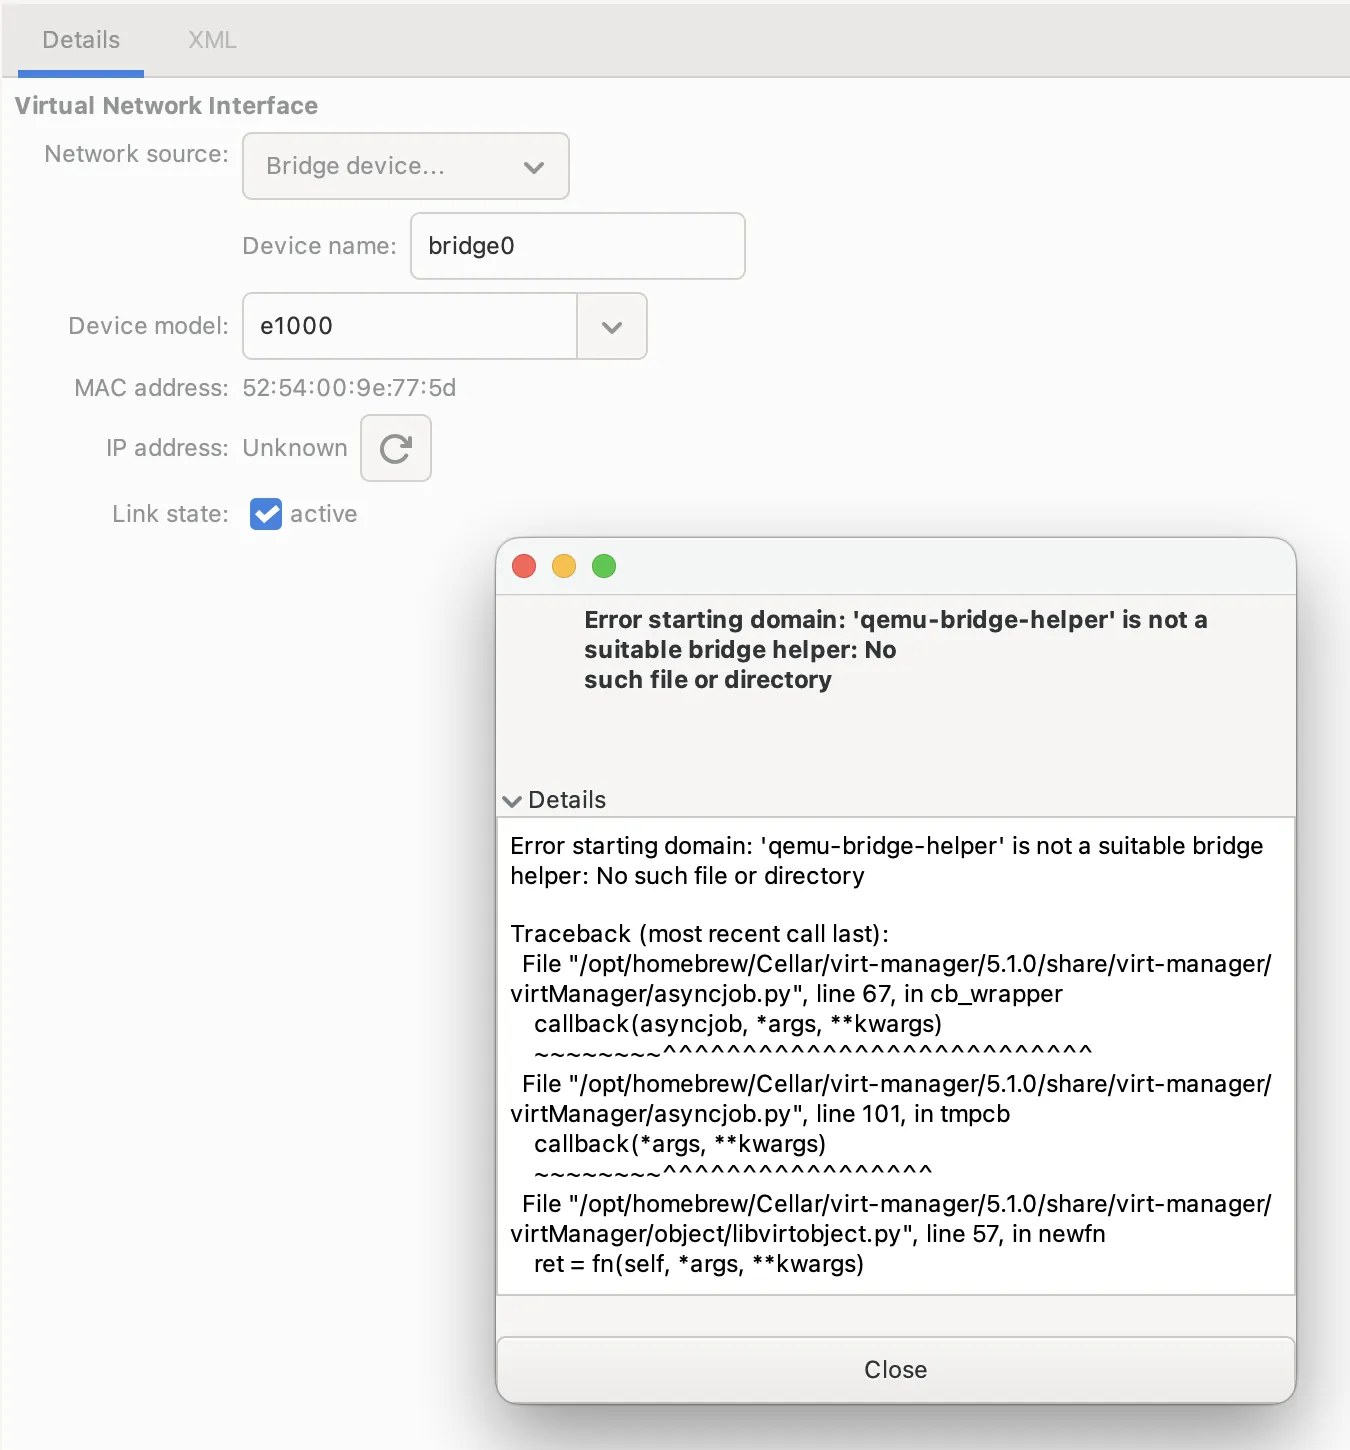 Details XML
Virtual Network Interface
Network source: Bridge device...
Device name: bridge0
Device model: e1000
MAC address: 52:54:00:9e:77:5d
IP address: Unknown
Link state: active
Error starting domain: 'qemu-bridge-helper' is not a
suitable bridge helper: No
such file or directory
Details
Error starting domain: 'qemu-bridge-helper' is not a suitable bridge
helper: No such file or directory
Traceback (most recent call last):
  File "/opt/homebrew/Cellar/virt-manager/5.1.0/share/virt-manager/
virtManager/asyncjob.py", line 67, in cb_wrapper
    callback(asyncjob, *args, **kwargs)
    ~~~~~~~~^^^^^^^^^^^^^^^^^^^^^^^^^^^
  File "/opt/homebrew/Cellar/virt-manager/5.1.0/share/virt-manager/
virtManager/asyncjob.py", line 101, in tmpcb
    callback(*args, **kwargs)
    ~~~~~~~~^^^^^^^^^^^^^^^^^
  File "/opt/homebrew/Cellar/virt-manager/5.1.0/share/virt-manager/
virtManager/object/libvirtobject.py", line 57, in newfn
    ret = fn(self, *args, **kwargs)
Close